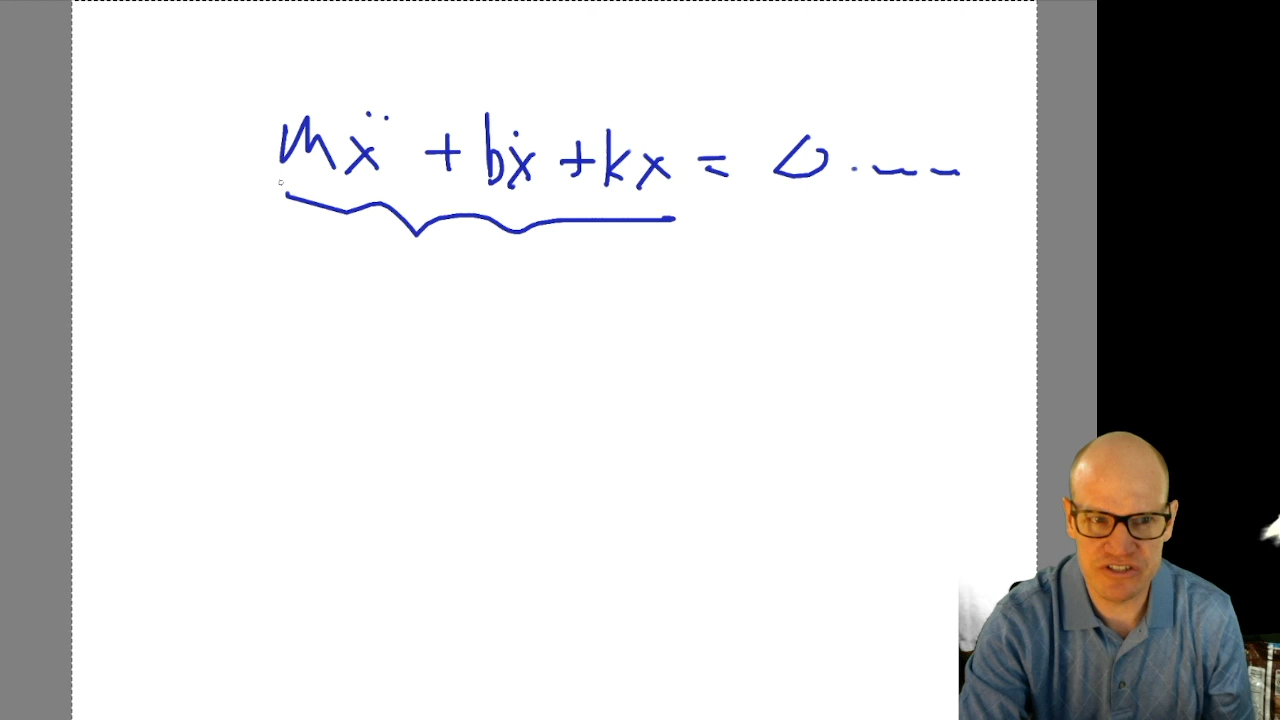 mẍ + bẋ + kx = 0 . - -